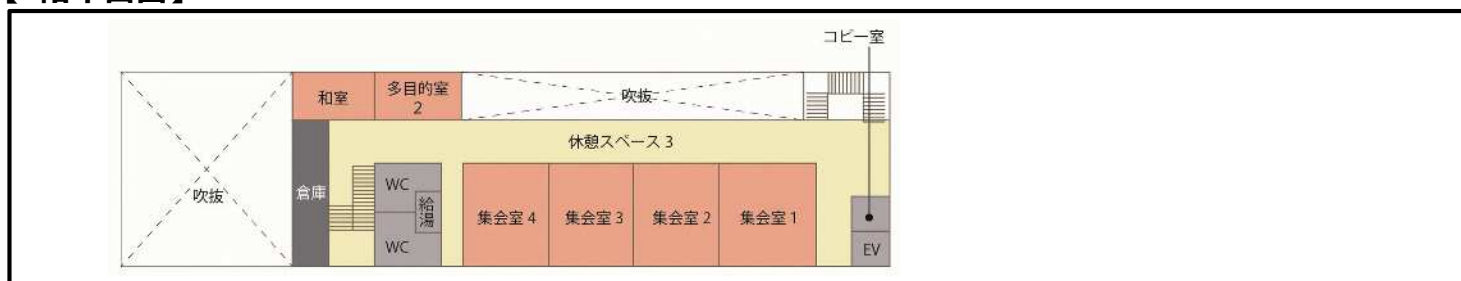 コピー室
和室
多目的室
2
吹抜
休憩スペース 3
吹抜
倉庫
WC
給湯
WC
集会室 4
集会室 3
集会室 2
集会室 1
EV